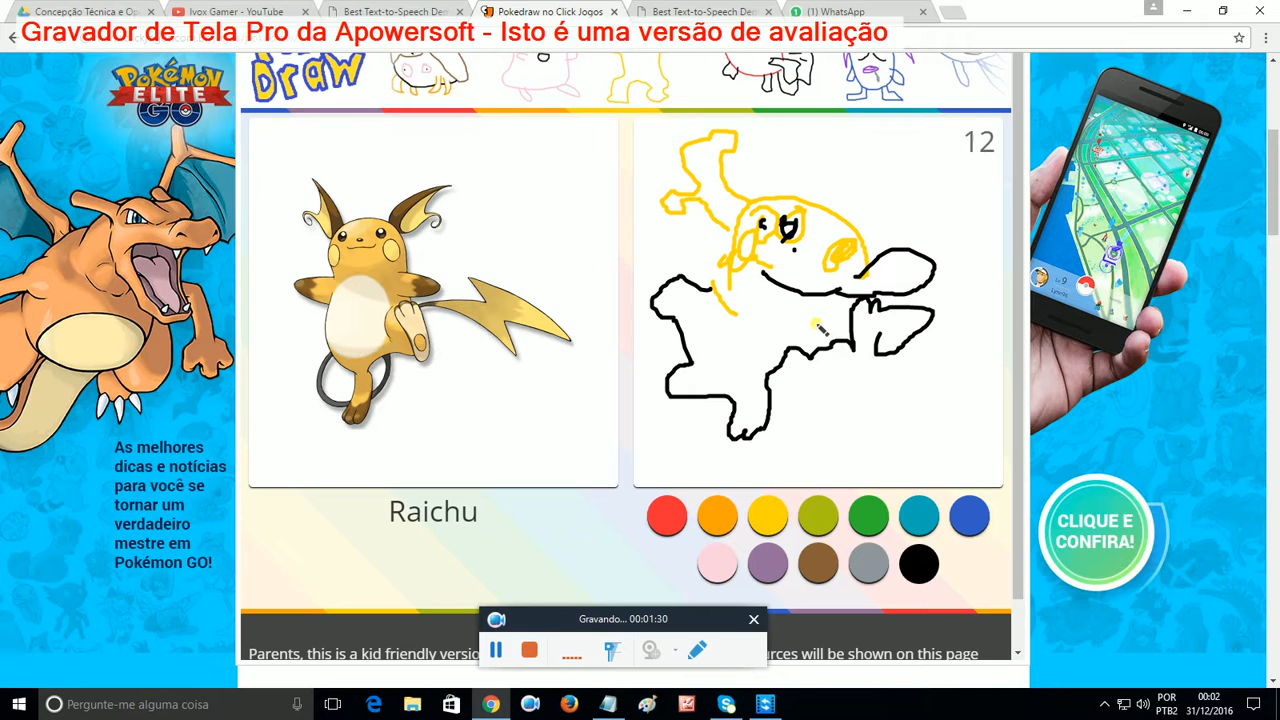 Concepção Técnica e Op
Ivox Gamer - YouTube
Best Text-to-Speech Dem
Pokedraw no Click Jogos
Best Text-to-Speech Dem
(1) WhatsApp
Gravador de Tela Pro da Apowersoft - Isto é uma versão de avaliação
POKÉMON
ELITE
GO
DRAW
12
As melhores
dicas e notícias
para você se
tornar um
verdadeiro
mestre em
Pokémon GO!
Raichu
CLIQUE E
CONFIRA!
Gravando... 00:01:30
Parents, this is a kid friendly versi
urces will be shown on this page
Pergunte-me alguma coisa
POR
PTB2
00:02
31/12/2016